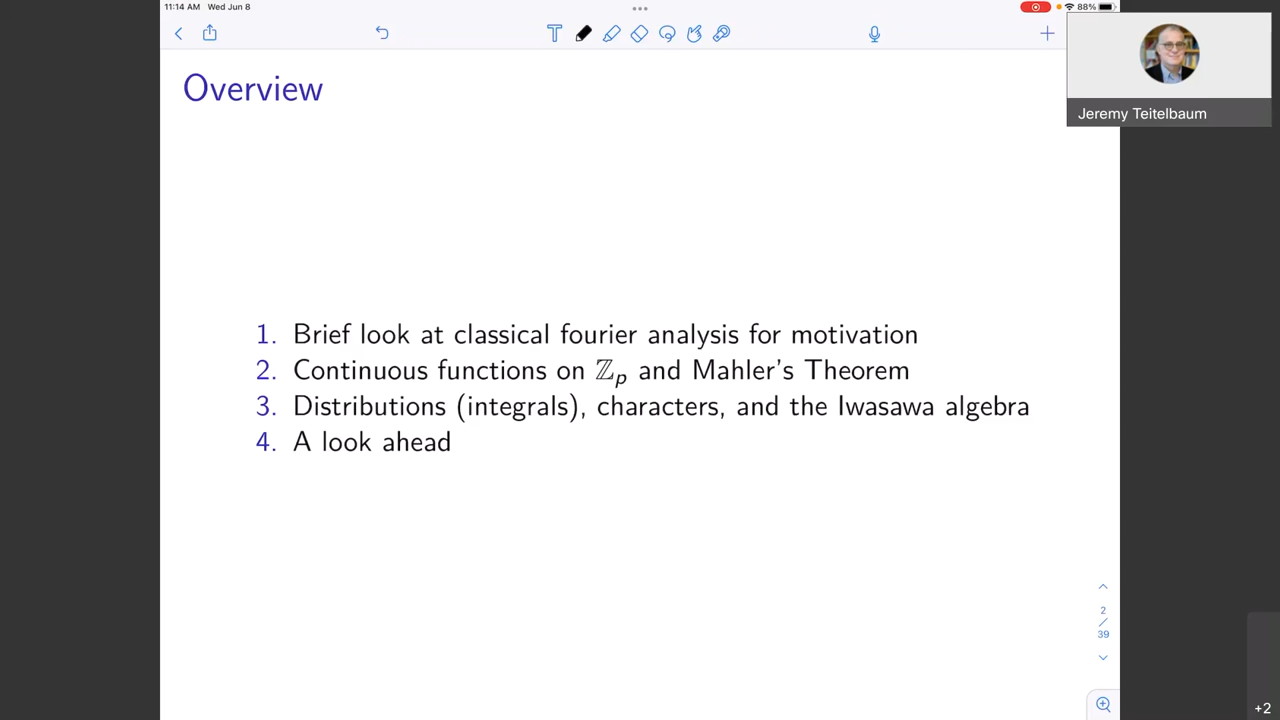 11:14 AM Wed Jun 8
88%
Jeremy Teitelbaum
Overview
1. Brief look at classical fourier analysis for motivation
2. Continuous functions on ℤₚ and Mahler's Theorem
3. Distributions (integrals), characters, and the Iwasawa algebra
4. A look ahead
2
/
39
+2